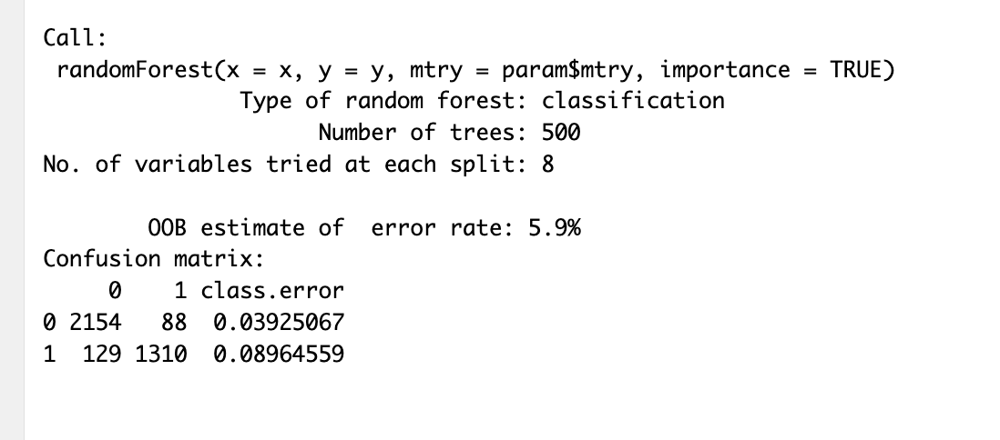 Call:
 randomForest(x = x, y = y, mtry = param$mtry, importance = TRUE)
               Type of random forest: classification
                     Number of trees: 500
No. of variables tried at each split: 8

        OOB estimate of  error rate: 5.9%
Confusion matrix:
     0    1 class.error
0 2154   88  0.03925067
1  129 1310  0.08964559